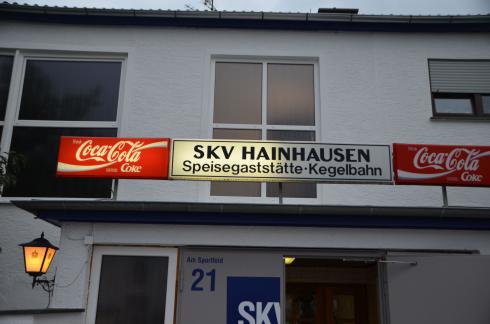 Coca-Cola
Coke
SKV HAINHAUSEN
Speisegaststätte·Kegelbahn
Coca-Cola
Coke
Am Sportfeld
21
SKV